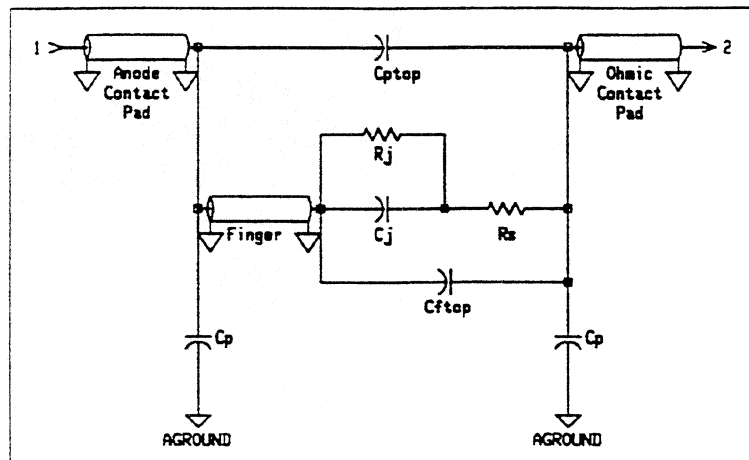 1
2
Anode
Contact
Pad
Cptop
Ohmic
Contact
Pad
Rj
Finger
Cj
Rs
Cftop
Cp
Cp
AGROUND
AGROUND